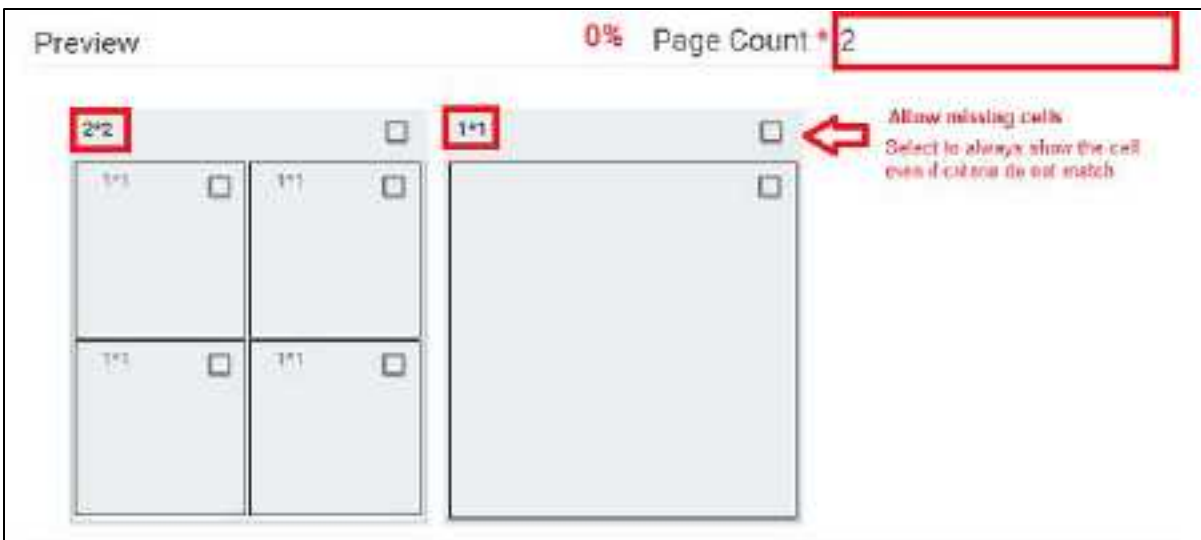 Preview
0% Page Count * 2
2*2
1*1
Allow missing cells
Select to always show the cell
even if criteria do not match
1*1
1*1
1*1
1*1